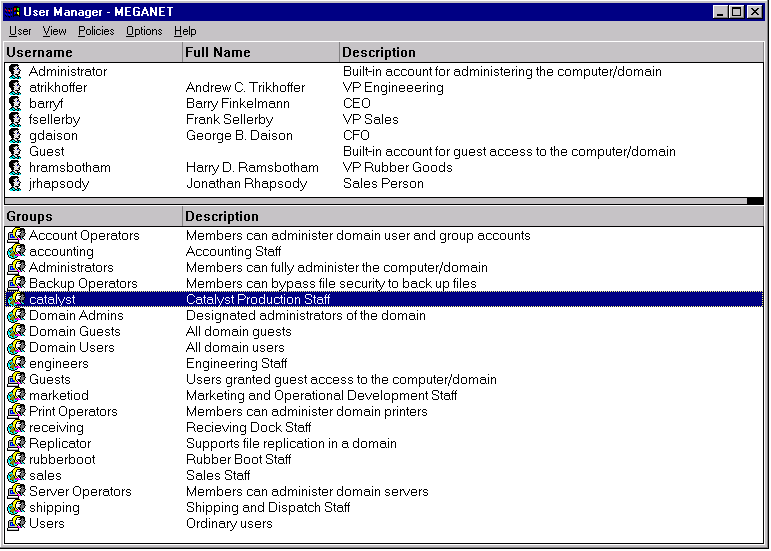 User Manager - MEGANET
User View Policies Options Help
Username Full Name Description
Administrator Built-in account for administering the computer/domain
atrikhoffer Andrew C. Trikhoffer VP Engineeering
barryf Barry Finkelmann CEO
fsellerby Frank Sellerby VP Sales
gdaison George B. Daison CFO
Guest Built-in account for guest access to the computer/domain
hramsbotham Harry D. Ramsbotham VP Rubber Goods
jrhapsody Jonathan Rhapsody Sales Person
Groups Description
Account Operators Members can administer domain user and group accounts
accounting Accounting Staff
Administrators Members can fully administer the computer/domain
Backup Operators Members can bypass file security to back up files
catalyst Catalyst Production Staff
Domain Admins Designated administrators of the domain
Domain Guests All domain guests
Domain Users All domain users
engineers Engineering Staff
Guests Users granted guest access to the computer/domain
marketiod Marketing and Operational Development Staff
Print Operators Members can administer domain printers
receiving Recieving Dock Staff
Replicator Supports file replication in a domain
rubberboot Rubber Boot Staff
sales Sales Staff
Server Operators Members can administer domain servers
shipping Shipping and Dispatch Staff
Users Ordinary users